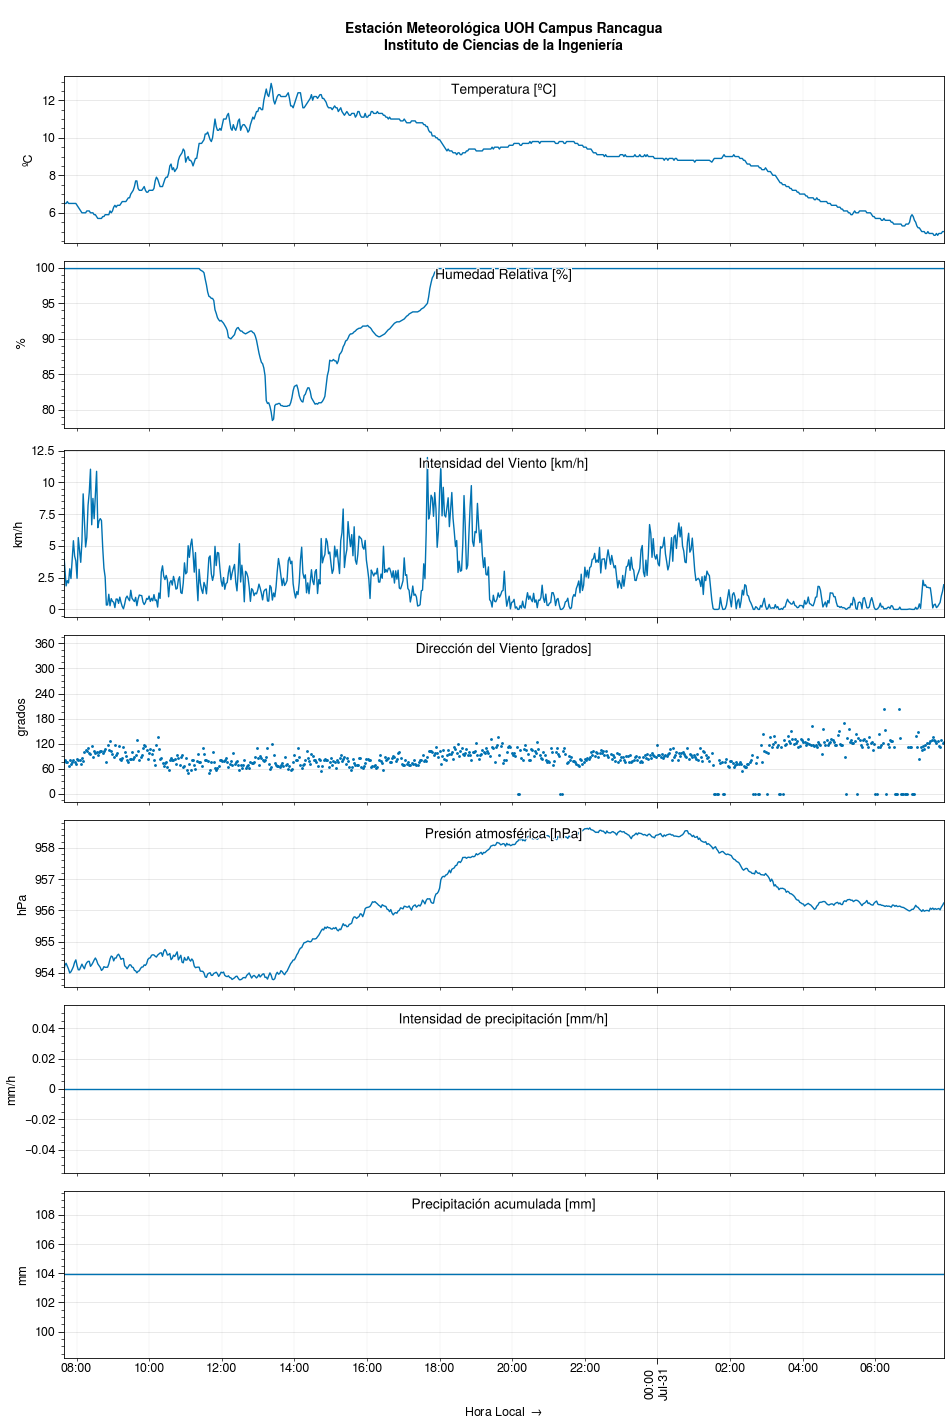 Estación Meteorológica UOH Campus Rancagua
Instituto de Ciencias de la Ingeniería
Temperatura [ºC]
ºC
12
10
8
6
Humedad Relativa [%]
%
100
95
90
85
80
Intensidad del Viento [km/h]
km/h
12.5
10
7.5
5
2.5
0
Dirección del Viento [grados]
grados
360
300
240
180
120
60
0
Presión atmosférica [hPa]
hPa
958
957
956
955
954
Intensidad de precipitación [mm/h]
mm/h
0.04
0.02
0
−0.02
−0.04
Precipitación acumulada [mm]
mm
108
106
104
102
100
08:00 10:00 12:00 14:00 16:00 18:00 20:00 22:00 00:00 02:00 04:00 06:00
Jul-31
Hora Local →